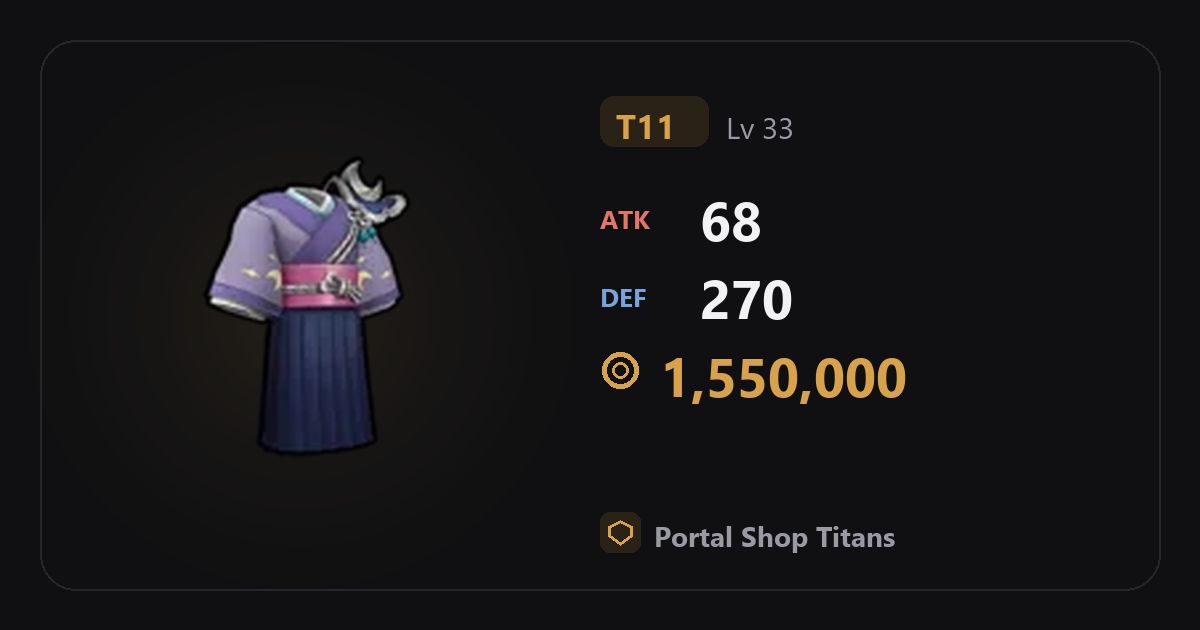 T11 Lv 33
ATK 68
DEF 270
1,550,000
Portal Shop Titans